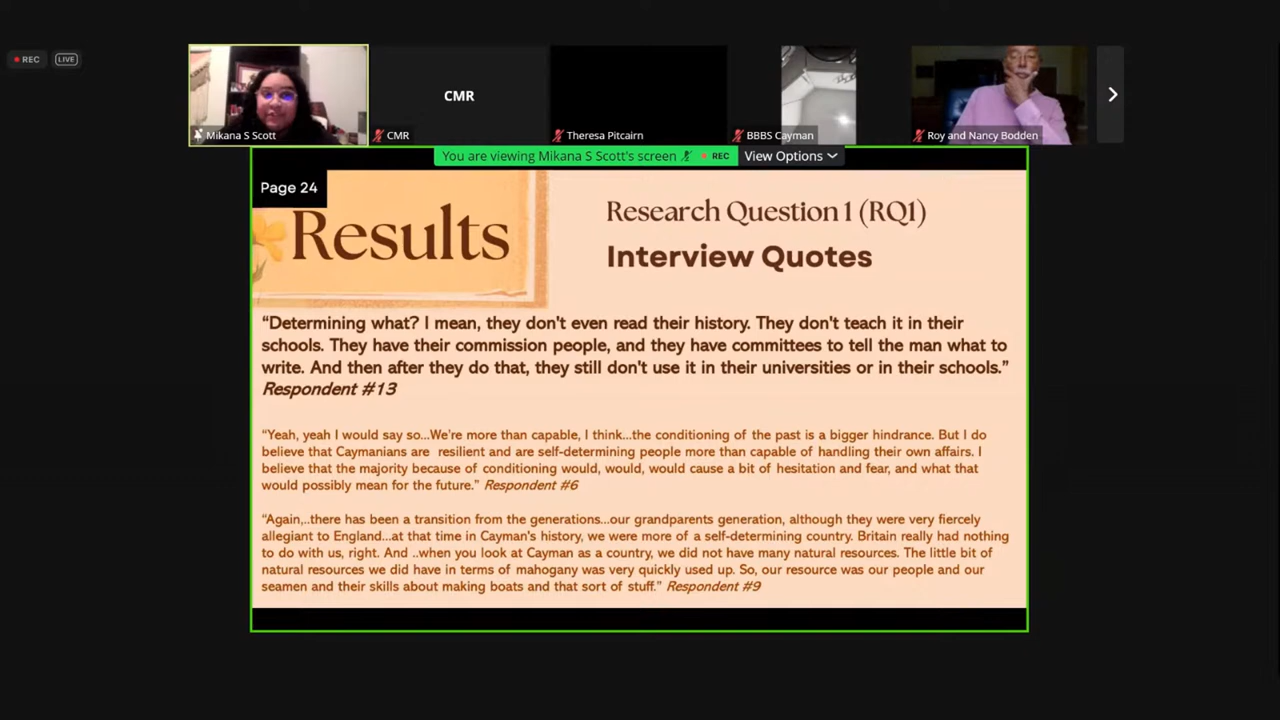 REC
LIVE
CMR
Mikana S Scott
CMR
Theresa Pitcairn
BBBS Cayman
Roy and Nancy Bodden
You are viewing Mikana S Scott's screen
REC
View Options
Page 24
Results
Research Question 1 (RQ1)
Interview Quotes
“Determining what? I mean, they don't even read their history. They don't teach it in their
schools. They have their commission people, and they have committees to tell the man what to
write. And then after they do that, they still don't use it in their universities or in their schools.”
Respondent #13
“Yeah, yeah I would say so...We're more than capable, I think...the conditioning of the past is a bigger hindrance. But I do
believe that Caymanians are resilient and are self-determining people more than capable of handling their own affairs. I
believe that the majority because of conditioning would, would, would cause a bit of hesitation and fear, and what that
would possibly mean for the future.” Respondent #6
“Again,..there has been a transition from the generations...our grandparents generation, although they were very fiercely
allegiant to England...at that time in Cayman's history, we were more of a self-determining country. Britain really had nothing
to do with us, right. And ..when you look at Cayman as a country, we did not have many natural resources. The little bit of
natural resources we did have in terms of mahogany was very quickly used up. So, our resource was our people and our
seamen and their skills about making boats and that sort of stuff.” Respondent #9